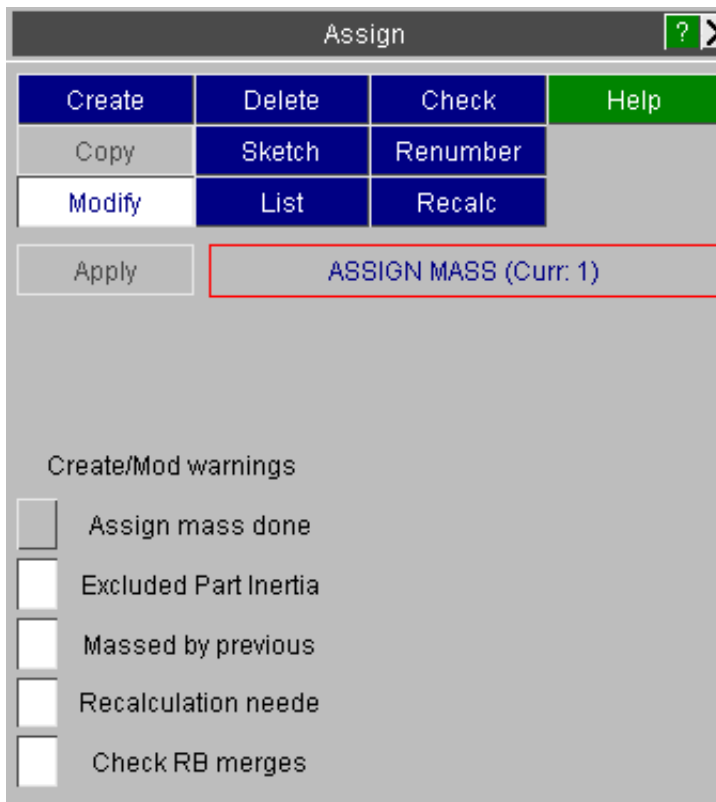 Assign ? X
Create Delete Check Help
Copy Sketch Renumber
Modify List Recalc
Apply ASSIGN MASS (Curr: 1)
Create/Mod warnings
Assign mass done
Excluded Part Inertia
Massed by previous
Recalculation neede
Check RB merges